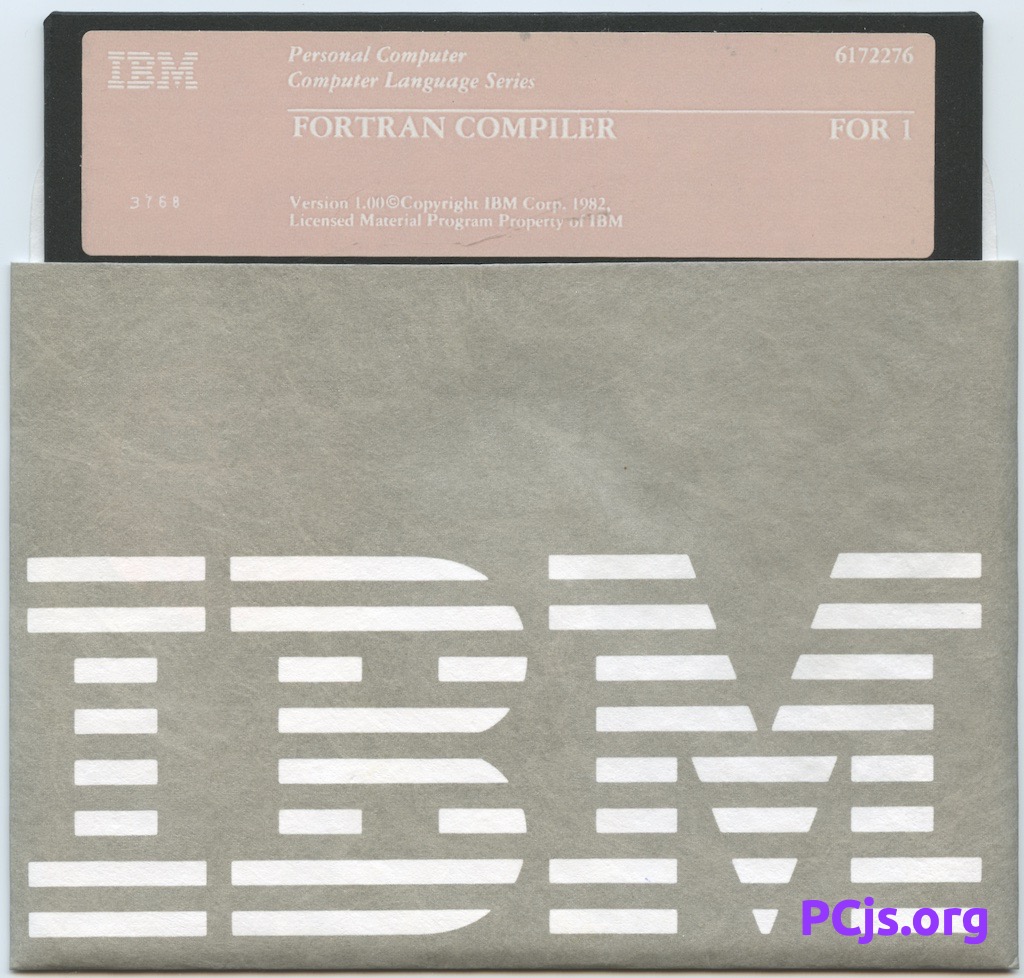 IBM
Personal Computer
Computer Language Series
6172276
FORTRAN COMPILER
FOR 1
3768
Version 1.00©Copyright IBM Corp. 1982,
Licensed Material Program Property of IBM
IBM
PCjs.org